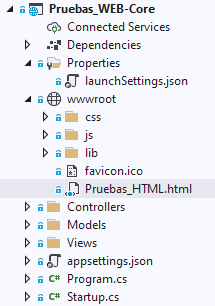 Pruebas_WEB-Core
Connected Services
Dependencies
Properties
launchSettings.json
wwwroot
css
js
lib
favicon.ico
Pruebas_HTML.html
Controllers
Models
Views
appsettings.json
C# Program.cs
C# Startup.cs